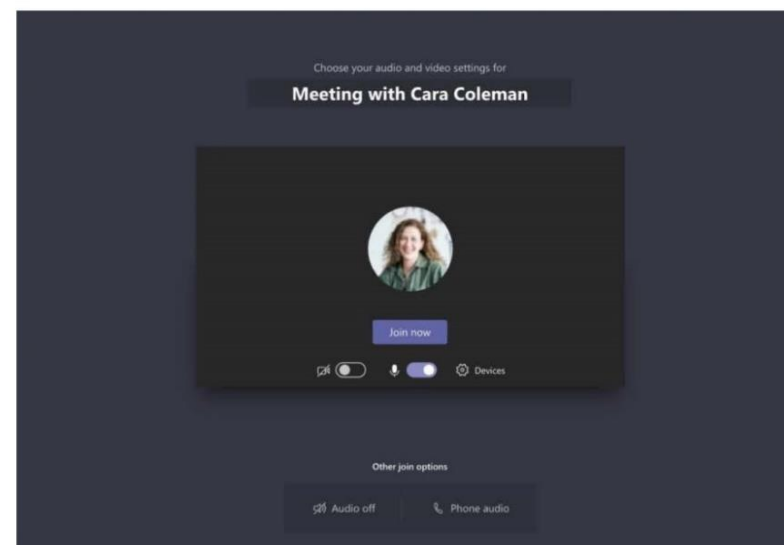 Choose your audio and video settings for
Meeting with Cara Coleman
Join now
Devices
Other join options
Audio off
Phone audio